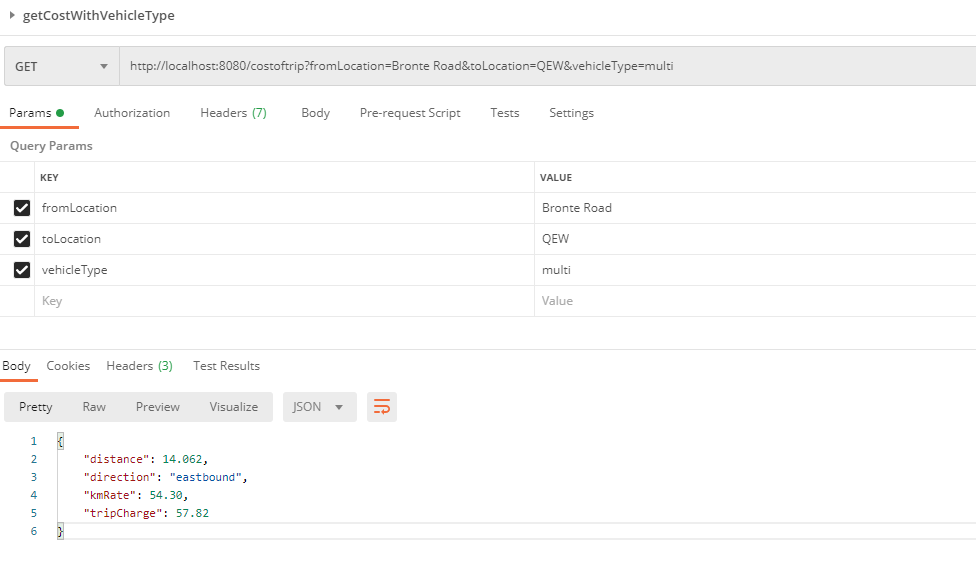 getCostWithVehicleType
GET http://localhost:8080/costoftrip?fromLocation=Bronte Road&toLocation=QEW&vehicleType=multi
Params Authorization Headers (7) Body Pre-request Script Tests Settings
Query Params
KEY VALUE
fromLocation Bronte Road
toLocation QEW
vehicleType multi
Key Value
Body Cookies Headers (3) Test Results
Pretty Raw Preview Visualize JSON
1 {
2 "distance": 14.062,
3 "direction": "eastbound",
4 "kmRate": 54.30,
5 "tripCharge": 57.82
6 }